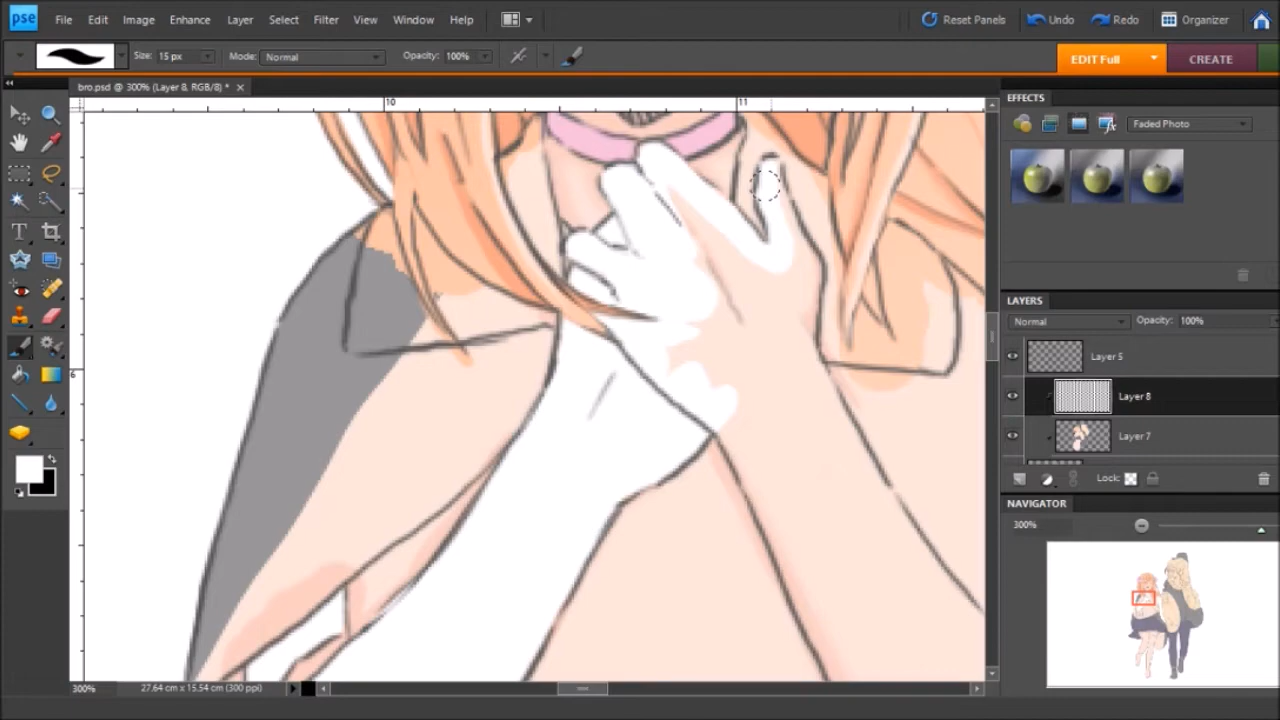 pse File Edit Image Enhance Layer Select Filter View Window Help Reset Panels Undo Redo Organizer
Size: 15 px Mode: Normal Opacity: 100% EDIT Full CREATE
bro.psd @ 300% (Layer 8, RGB/8) *
10 11
6
EFFECTS
Faded Photo
LAYERS
Normal Opacity: 100%
Layer 5
Layer 8
Layer 7
Lock:
NAVIGATOR
300%
300% 27.64 cm x 15.54 cm (300 ppi)